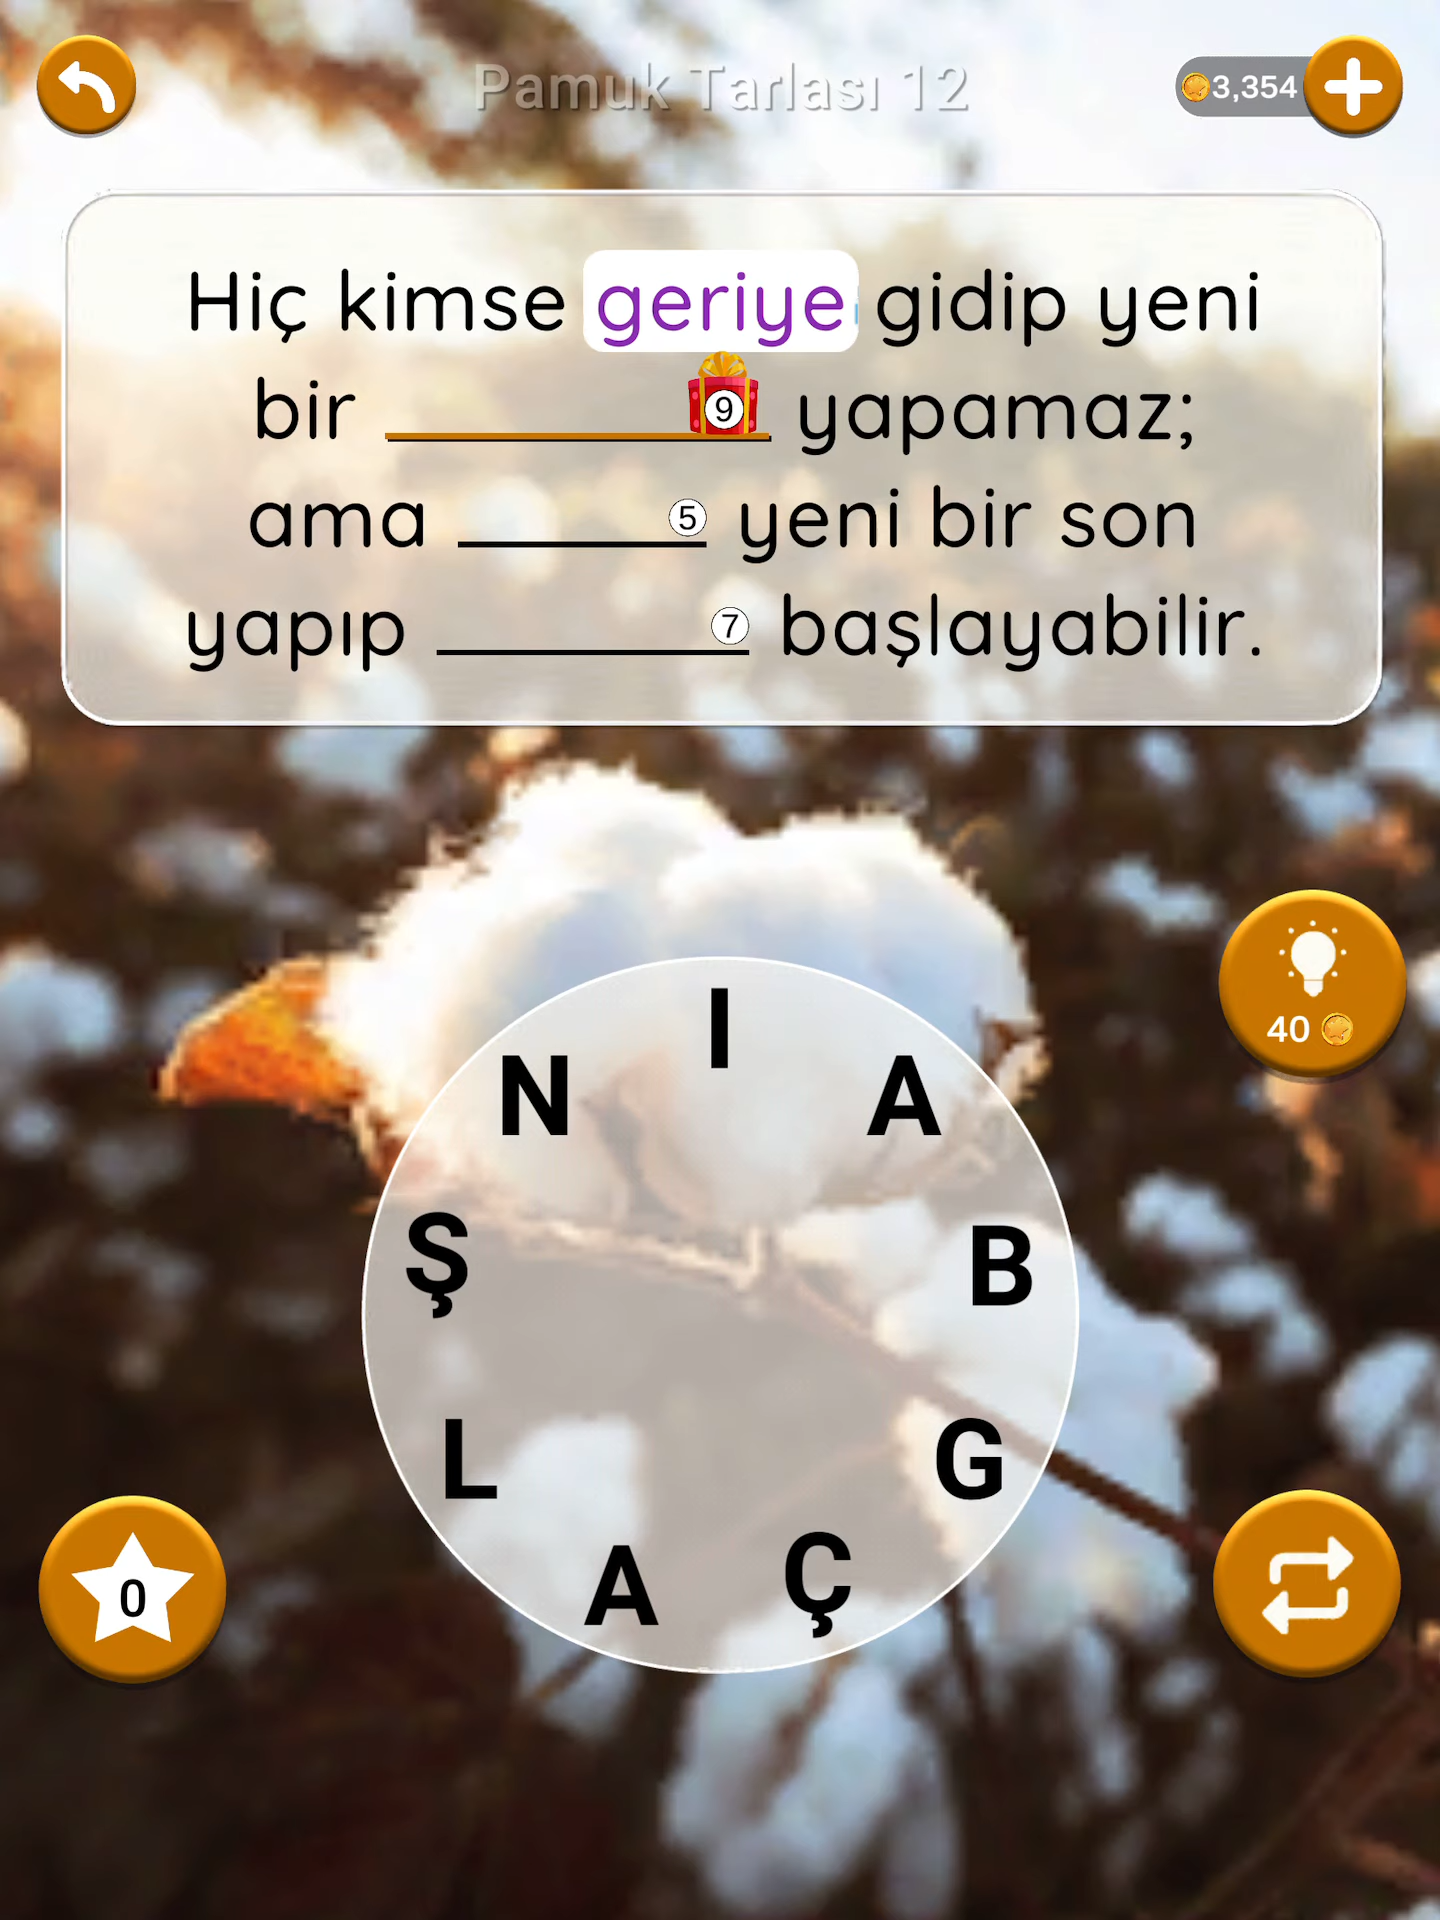 Pamuk Tarlası 12
3,354
Hiç kimse geriye gidip yeni
bir 9 yapamaz;
ama 5 yeni bir son
yapıp 7 başlayabilir.
40
I
N A
Ş B
L G
A Ç
0